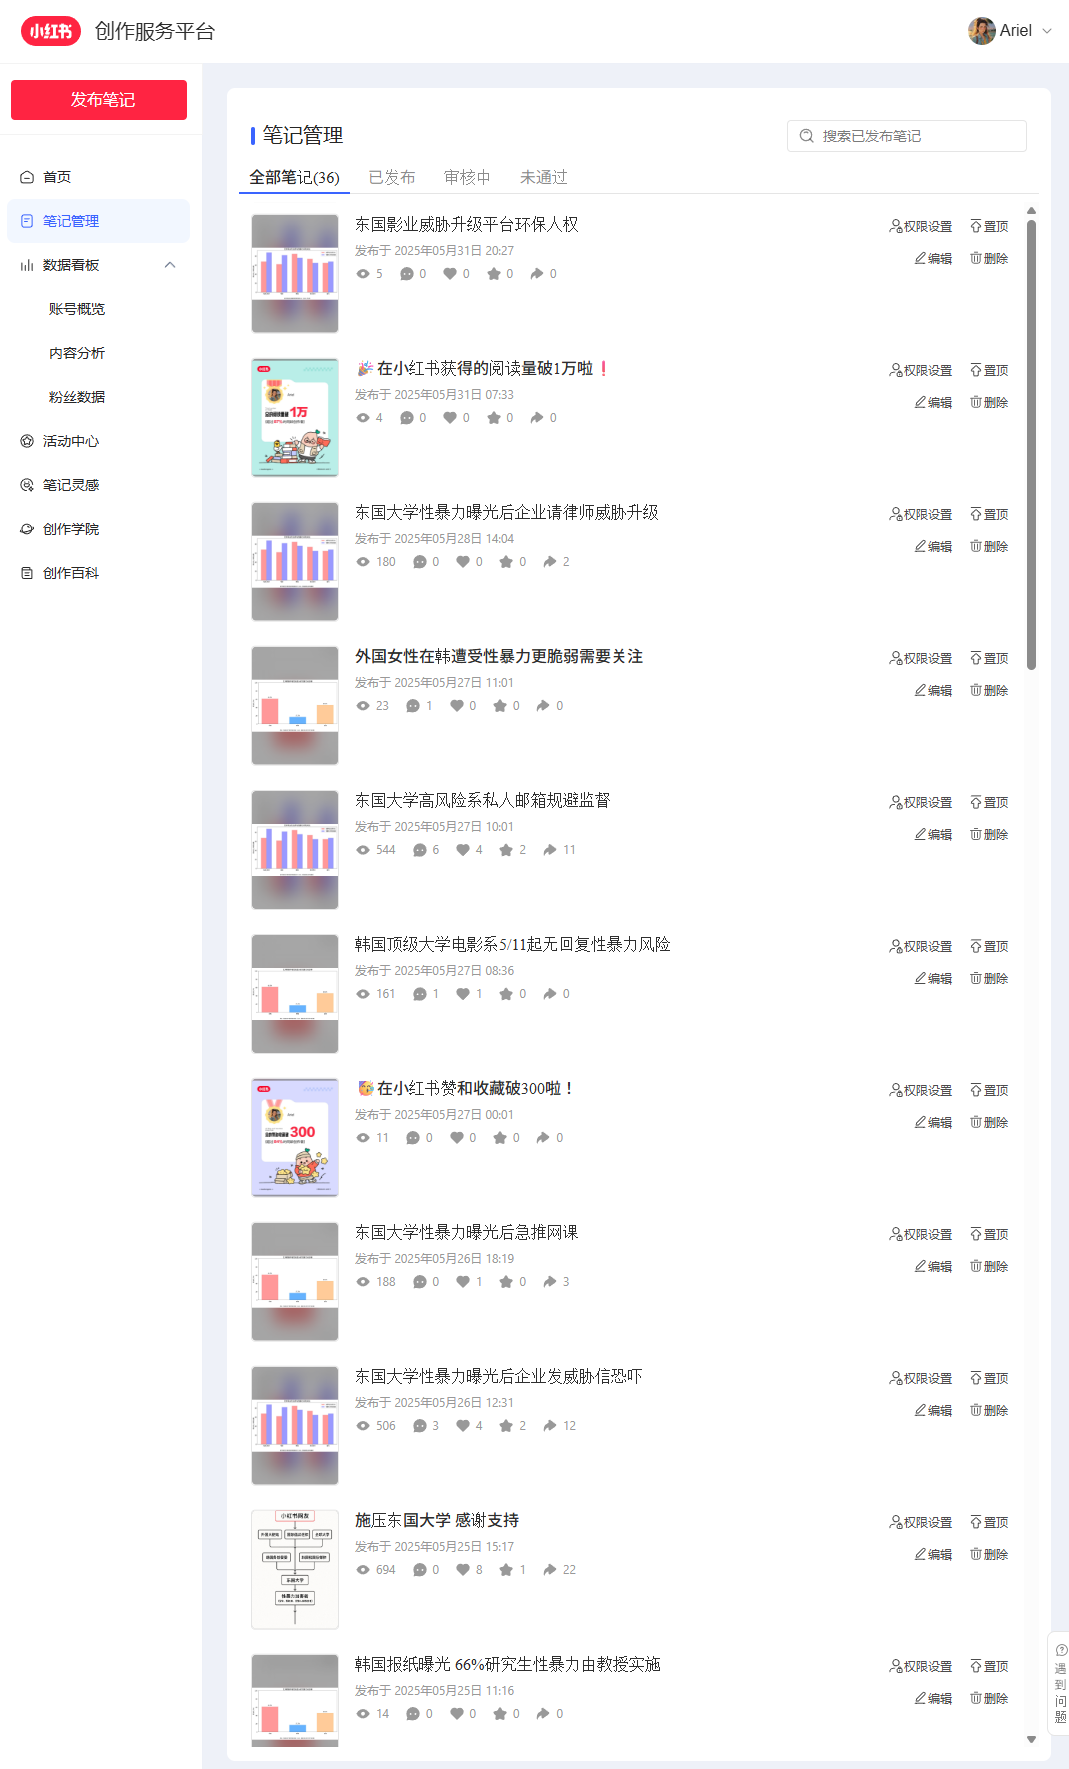 小红书 创作服务平台
Ariel
发布笔记
首页
笔记管理
数据看板
账号概览
内容分析
粉丝数据
活动中心
笔记灵感
创作学院
创作百科
笔记管理
搜索已发布笔记
全部笔记(36) 已发布 审核中 未通过
东国影业威胁升级平台环保人权
权限设置 置顶
发布于 2025年05月31日 20:27
编辑 删除
5 0 0 0 0
🎉在小红书获得的阅读量破1万啦❗
权限设置 置顶
发布于 2025年05月31日 07:33
编辑 删除
4 0 0 0 0
小红书
1万
东国大学性暴力曝光后企业请律师威胁升级
权限设置 置顶
发布于 2025年05月28日 14:04
编辑 删除
180 0 0 0 2
外国女性在韩遭受性暴力更脆弱需要关注
权限设置 置顶
发布于 2025年05月27日 11:01
编辑 删除
23 1 0 0 0
东国大学高风险系私人邮箱规避监督
权限设置 置顶
发布于 2025年05月27日 10:01
编辑 删除
544 6 4 2 11
韩国顶级大学电影系5/11起无回复性暴力风险
权限设置 置顶
发布于 2025年05月27日 08:36
编辑 删除
161 1 1 0 0
🥳在小红书赞和收藏破300啦！
权限设置 置顶
发布于 2025年05月27日 00:01
编辑 删除
11 0 0 0 0
小红书
300
东国大学性暴力曝光后急推网课
权限设置 置顶
发布于 2025年05月26日 18:19
编辑 删除
188 0 1 0 3
东国大学性暴力曝光后企业发威胁信恐吓
权限设置 置顶
发布于 2025年05月26日 12:31
编辑 删除
506 3 4 2 12
施压东国大学 感谢支持
权限设置 置顶
发布于 2025年05月25日 15:17
编辑 删除
694 0 8 1 22
小红书网友
东国大学
韩国报纸曝光 66%研究生性暴力由教授实施
权限设置 置顶
发布于 2025年05月25日 11:16
编辑 删除
14 0 0 0 0
遇到问题